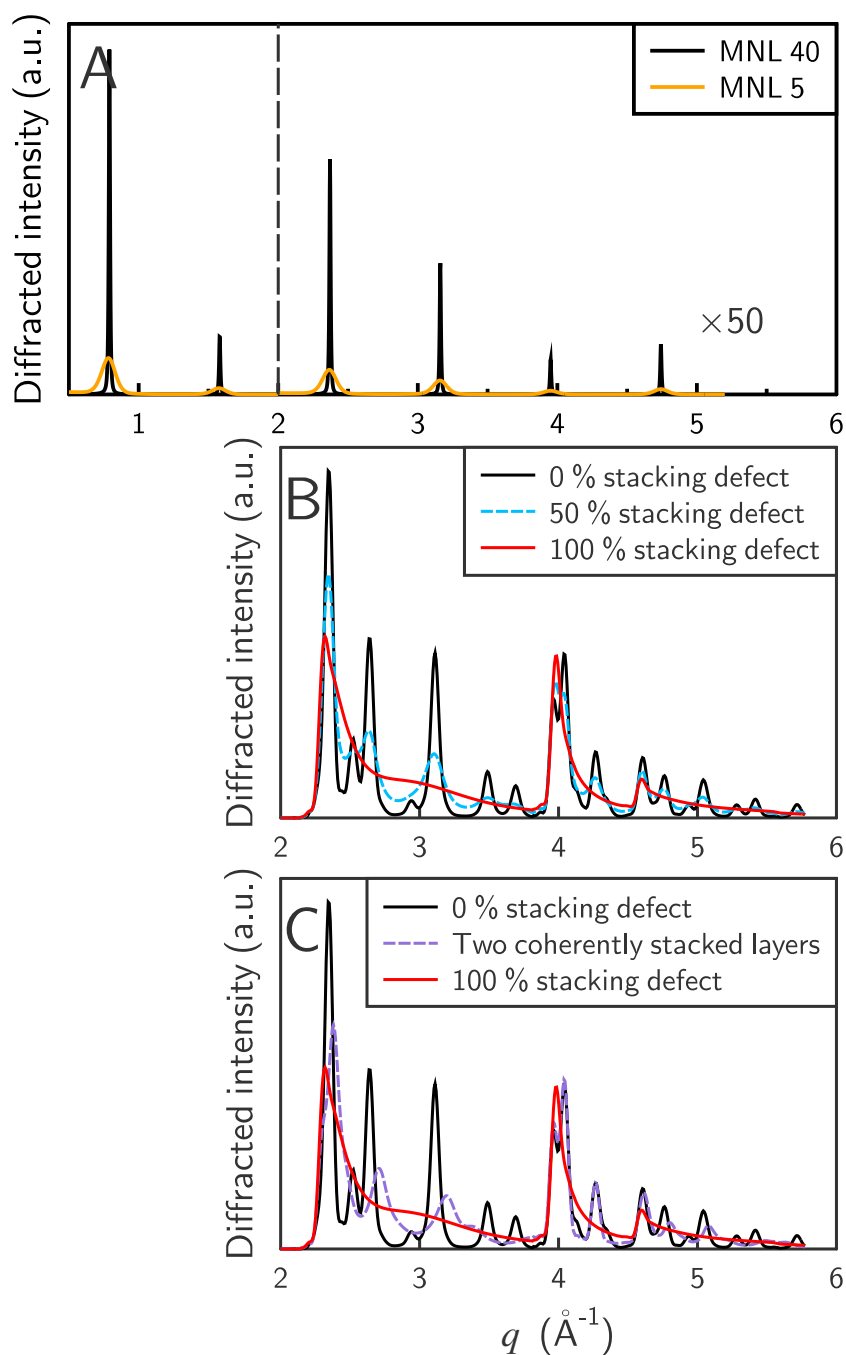 A
Diffracted intensity (a.u.)
MNL 40
MNL 5
×50
1 2 3 4 5 6
B
Diffracted intensity (a.u.)
0 % stacking defect
50 % stacking defect
100 % stacking defect
2 3 4 5 6
C
Diffracted intensity (a.u.)
0 % stacking defect
Two coherently stacked layers
100 % stacking defect
2 3 4 5 6
q (Å⁻¹)